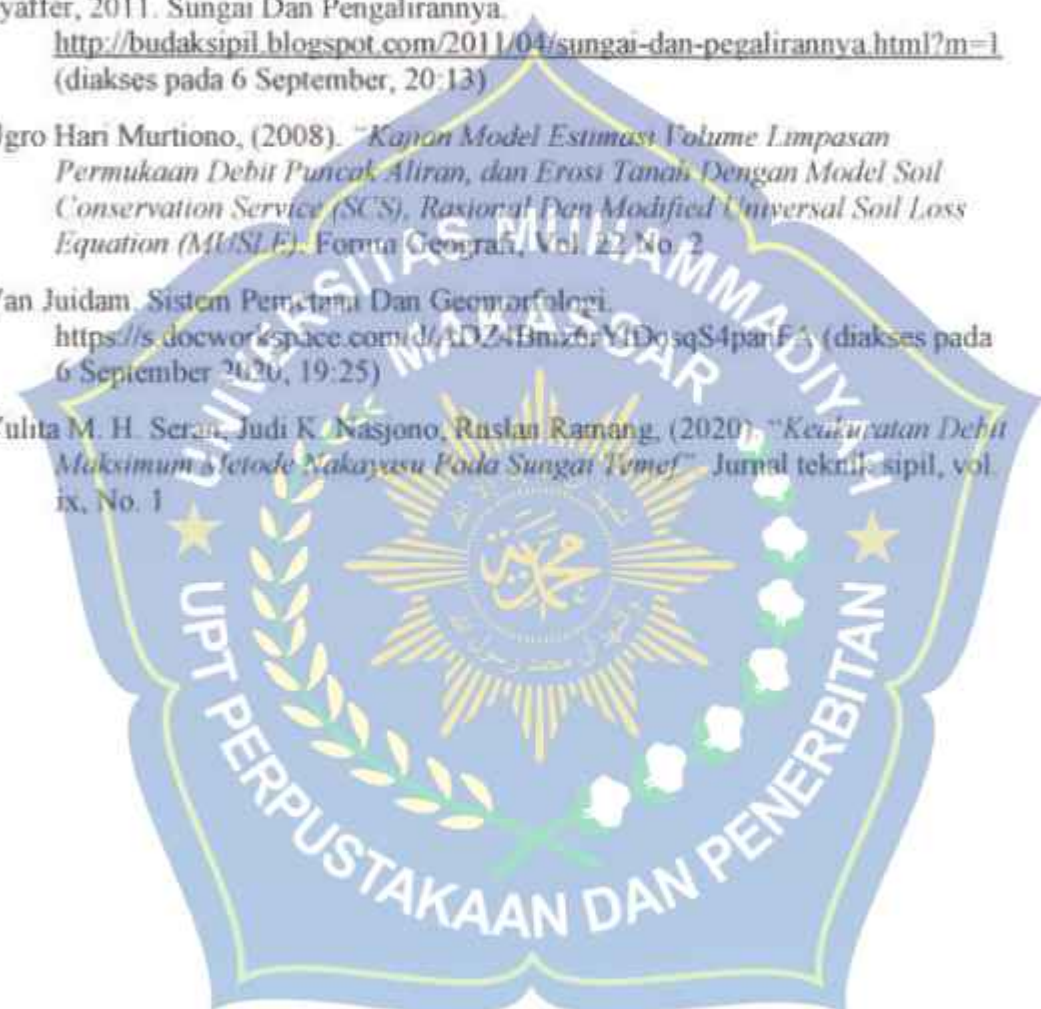 yaffer, 2011. Sungai Dan Pengalirannya.
http://budaksipil.blogspot.com/2011/04/sungai-dan-pegalirannya.html?m=1
(diakses pada 6 September, 20:13)
gro Hari Murtiono, (2008). "Kajian Model Estimasi Volume Limpasan
Permukaan Debit Puncak Aliran, dan Erosi Tanah Dengan Model Soil
Conservation Service (SCS), Rasional Dan Modified Universal Soil Loss
Equation (MUSLE). Forum Geografi, Vol. 22 No. 2
an Juidam. Sistem Pemetaan Dan Geomorfologi.
(diakses pada
6 September 2020, 19:25)
ulita M. H. Seran, Judi K. Nasjono, Ruslan Ramang, (2020). "Keakuratan Debit
Maksimum Metode Nakayasu Pada Sungai Temef". Jurnal teknik sipil, vol.
ix, No. 1
UNIVERSITAS MUHAMMADIYAH
MAKASSAR
محمد
UPT PERPUSTAKAAN DAN PENERBITAN